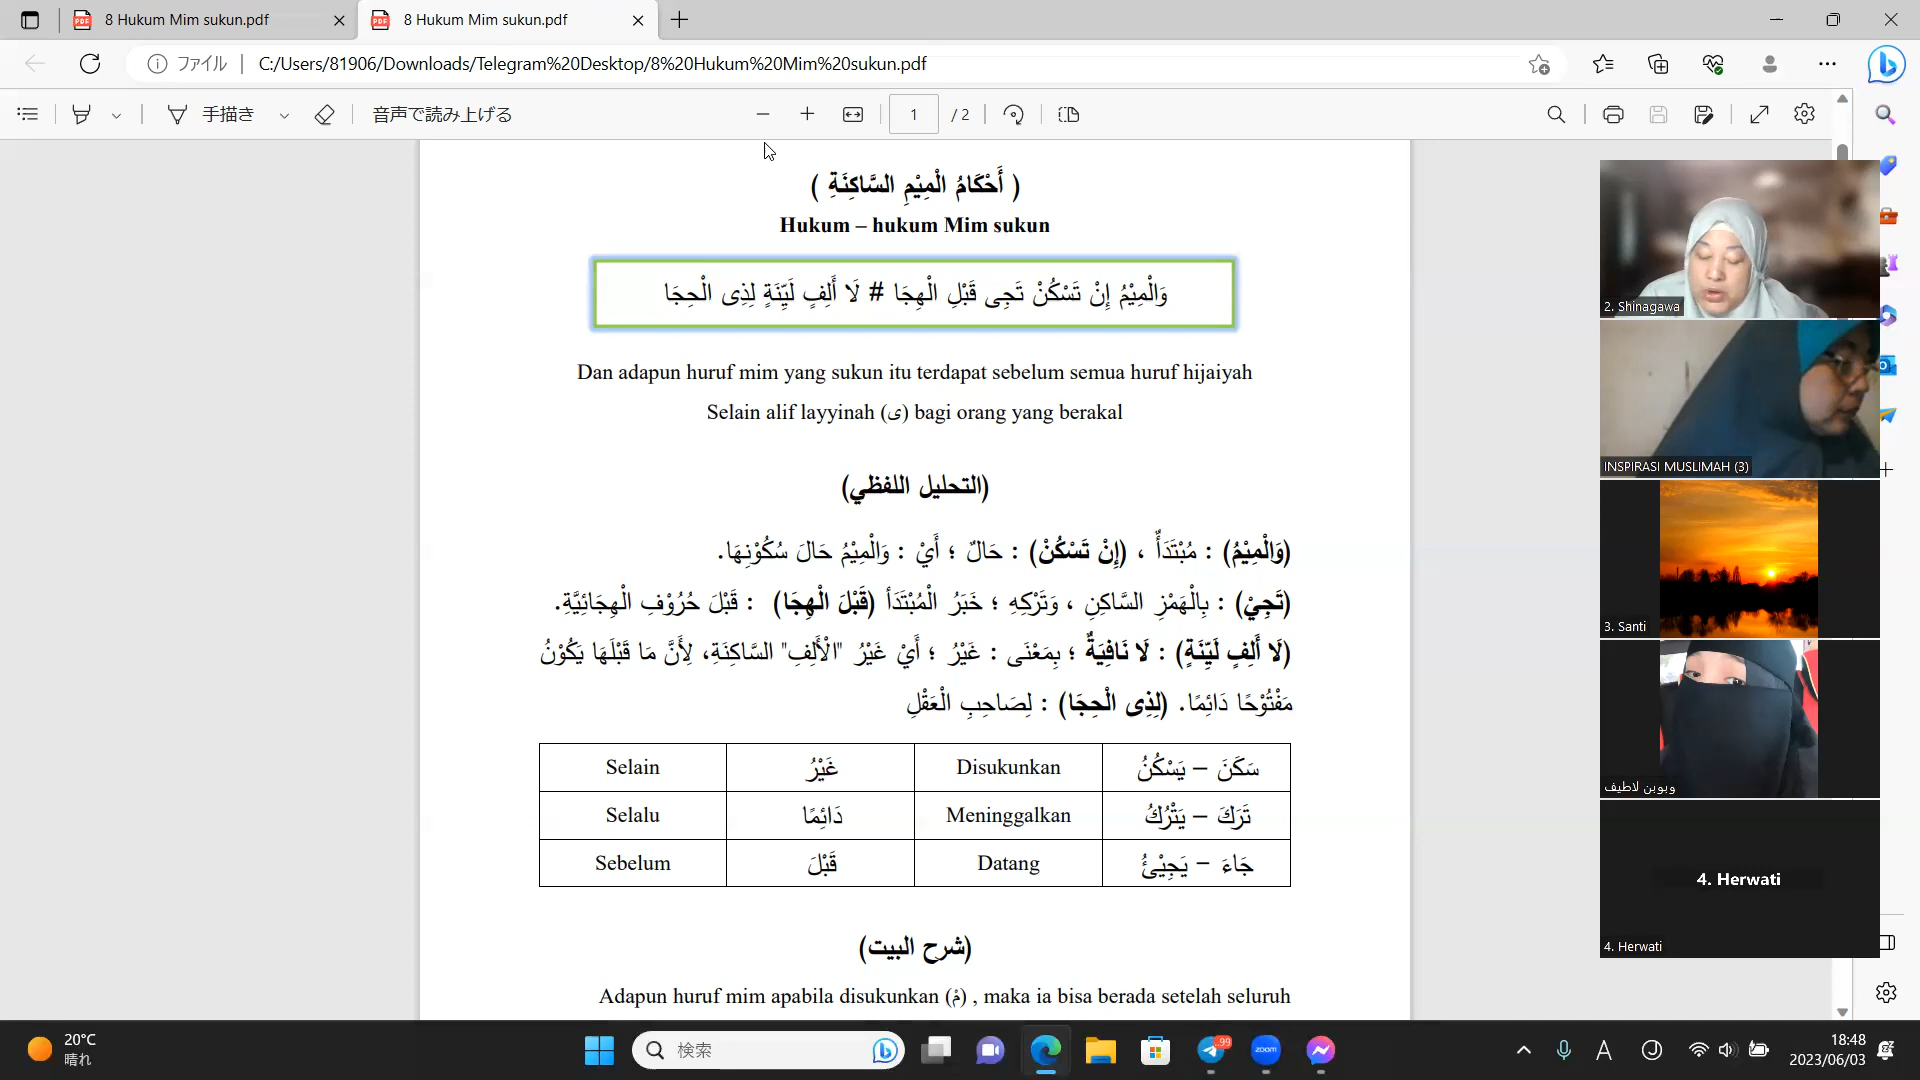 8 Hukum Mim sukun.pdf
8 Hukum Mim sukun.pdf
ファイル
C:/Users/81906/Downloads/Telegram%20Desktop/8%20Hukum%20Mim%20sukun.pdf
手描き
音声で読み上げる
1 / 2
( أَحْكَامُ الْمِيْمِ السَّاكِنَةِ )
Hukum – hukum Mim sukun
وَالْمِيْمُ إِنْ تَسْكُنْ تَجِى قَبْلِ الْهِجَا # لَا أَلِفٍ لَيِّنَةٍ لِذِى الْحِجَا
Dan adapun huruf mim yang sukun itu terdapat sebelum semua huruf hijaiyah
Selain alif layyinah (ى) bagi orang yang berakal
(التحليل اللفظي)
(وَالْمِيْمُ) : مُبْتَدَأٌ ، (إِنْ تَسْكُنْ) : حَالٌ ؛ أَيْ : وَالْمِيْمُ حَالَ سُكُوْنِهَا.
(تَجِيْ) : بِالْهَمْزِ السَّاكِنِ ، وَتَرْكِهِ ؛ خَبَرُ الْمُبْتَدَأ (قَبْلَ الْهِجَا) : قَبْلَ حُرُوْفِ الْهِجَائِيَّةِ.
(لَا أَلِفٍ لَيِّنَةٍ) : لَا نَافِيَةٌ ؛ بِمَعْنَى : غَيْرُ ؛ أَيْ غَيْرُ "الْأَلِفِ" السَّاكِنَةِ، لِأَنَّ مَا قَبْلَهَا يَكُوْنُ
مَفْتُوْحًا دَائِمًا. (لِذِى الْحِجَا) : لِصَاحِبِ الْعَقْلِ
Selain غَيْرُ Disukunkan سَكَنَ – يَسْكُنُ
Selalu دَائِمًا Meninggalkan تَرَكَ – يَتْرُكُ
Sebelum قَبْلَ Datang جَاءَ – يَجِيْئُ
(شرح البيت)
Adapun huruf mim apabila disukunkan (مْ) , maka ia bisa berada setelah seluruh
2. Shinagawa
INSPIRASI MUSLIMAH (3)
3. Santi
وبوبن لاطيف
4. Herwati
4. Herwati
20°C
晴れ
検索
99
zoom
A
J
18:48
2023/06/03